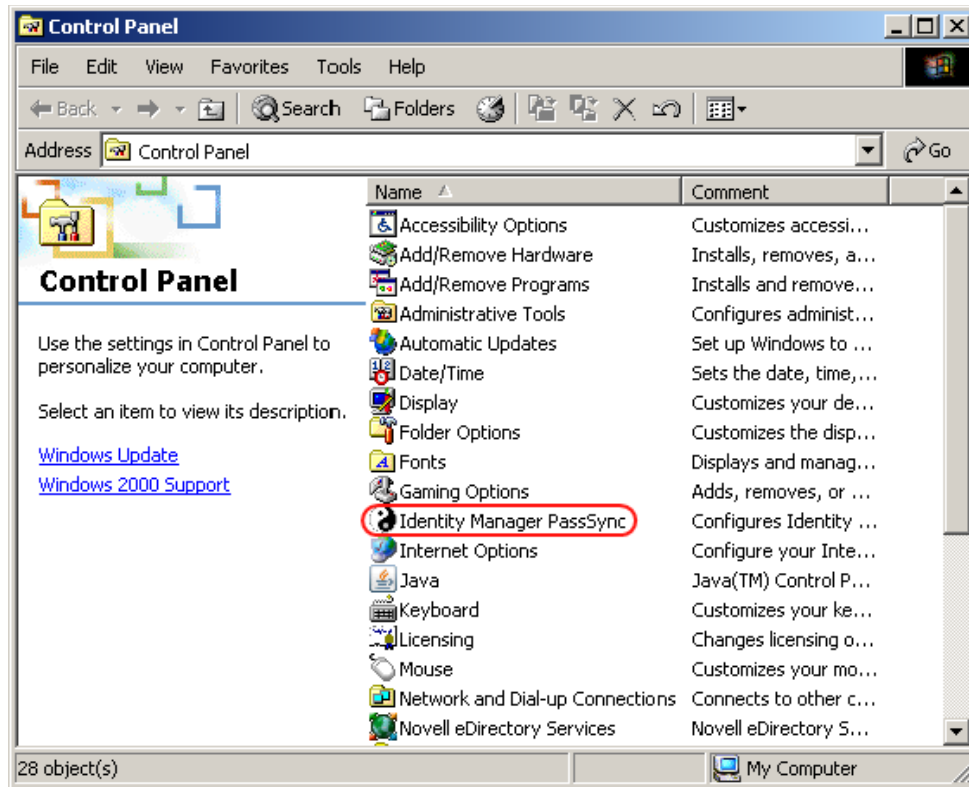 Control Panel
File Edit View Favorites Tools Help
Back Search Folders
Address Control Panel Go
Name Comment
Control Panel
Use the settings in Control Panel to
personalize your computer.
Select an item to view its description.
Windows Update
Windows 2000 Support
Accessibility Options Customizes accessi...
Add/Remove Hardware Installs, removes, a...
Add/Remove Programs Installs and remove...
Administrative Tools Configures administ...
Automatic Updates Set up Windows to ...
Date/Time Sets the date, time,...
Display Customizes your de...
Folder Options Customizes the disp...
Fonts Displays and manag...
Gaming Options Adds, removes, or ...
Identity Manager PassSync Configures Identity ...
Internet Options Configure your Inte...
Java Java(TM) Control P...
Keyboard Customizes your ke...
Licensing Changes licensing o...
Mouse Customizes your mo...
Network and Dial-up Connections Connects to other c...
Novell eDirectory Services Novell eDirectory S...
28 object(s) My Computer